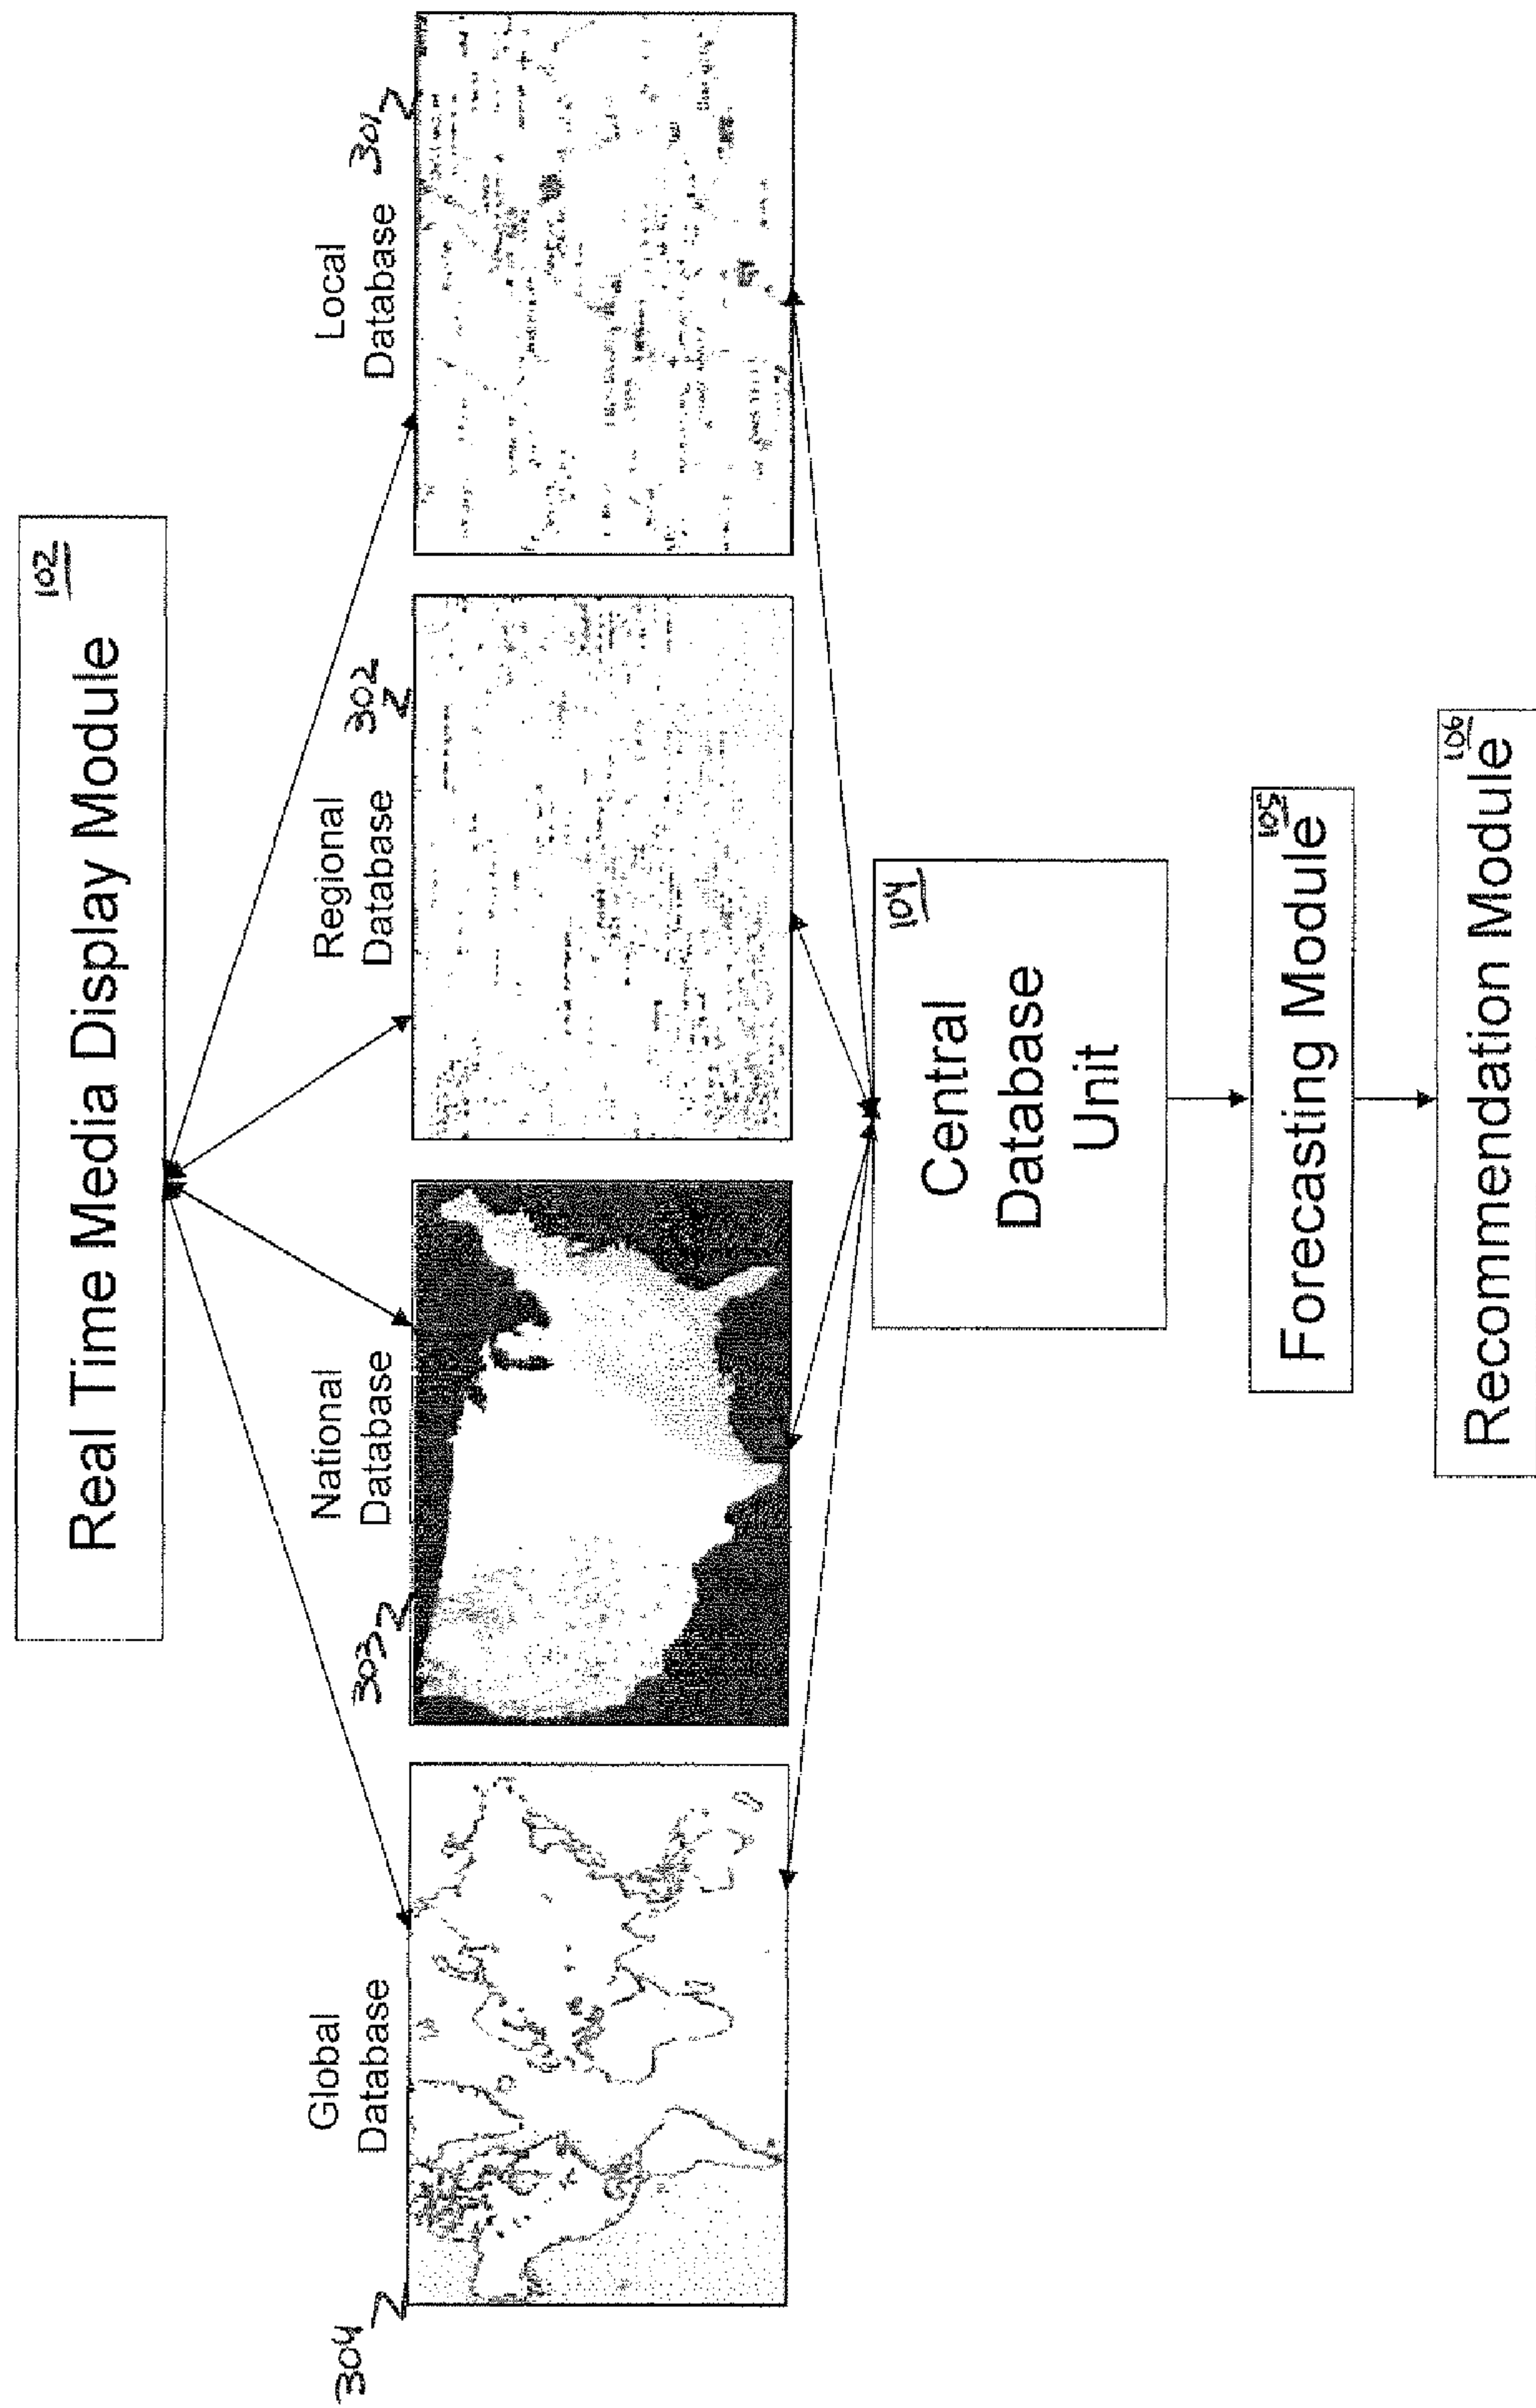 Real Time Media Display Module
102
304
Global
Database
303
National
Database
Regional
Database
302
Local
Database
301
Central
Database
Unit
104
Forecasting Module
105
Recommendation Module
106